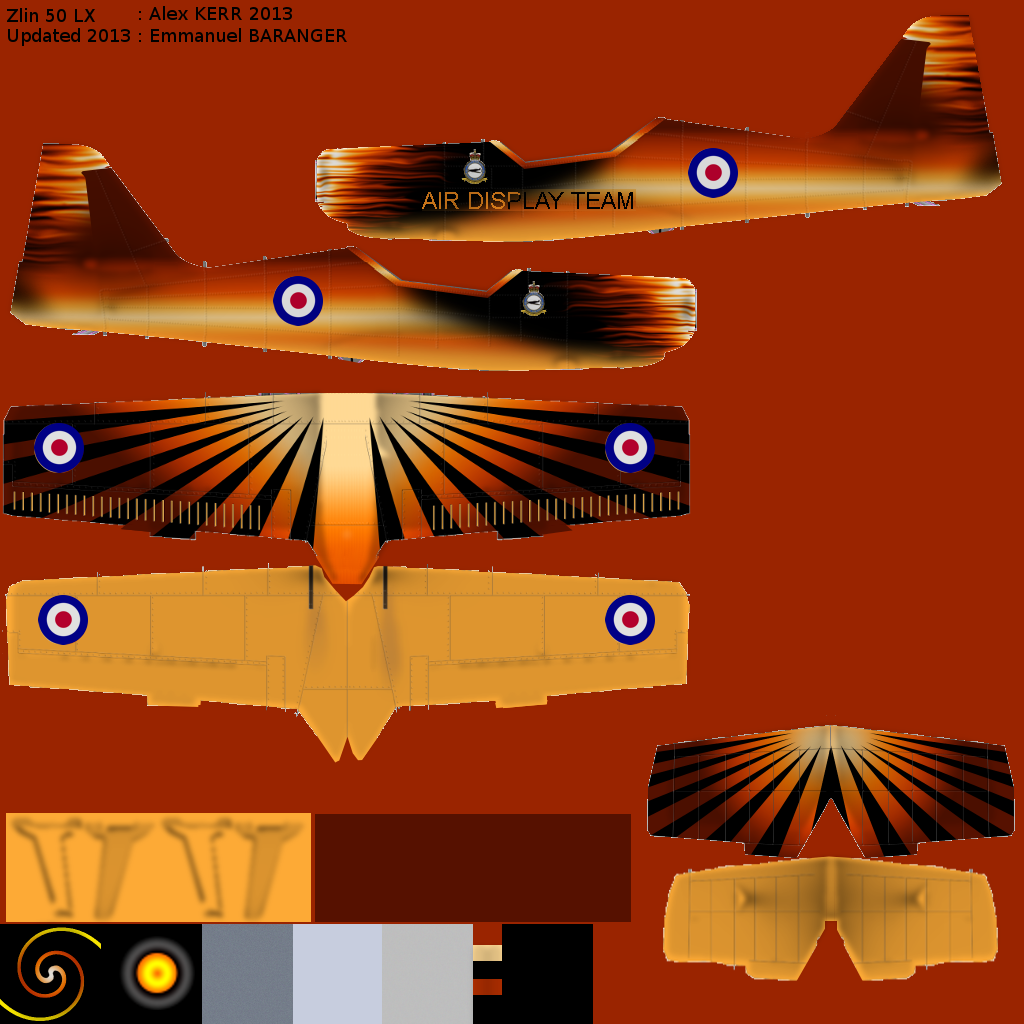 Zlin 50 LX : Alex KERR 2013
Updated 2013 : Emmanuel BARANGER
AIR DISPLAY TEAM